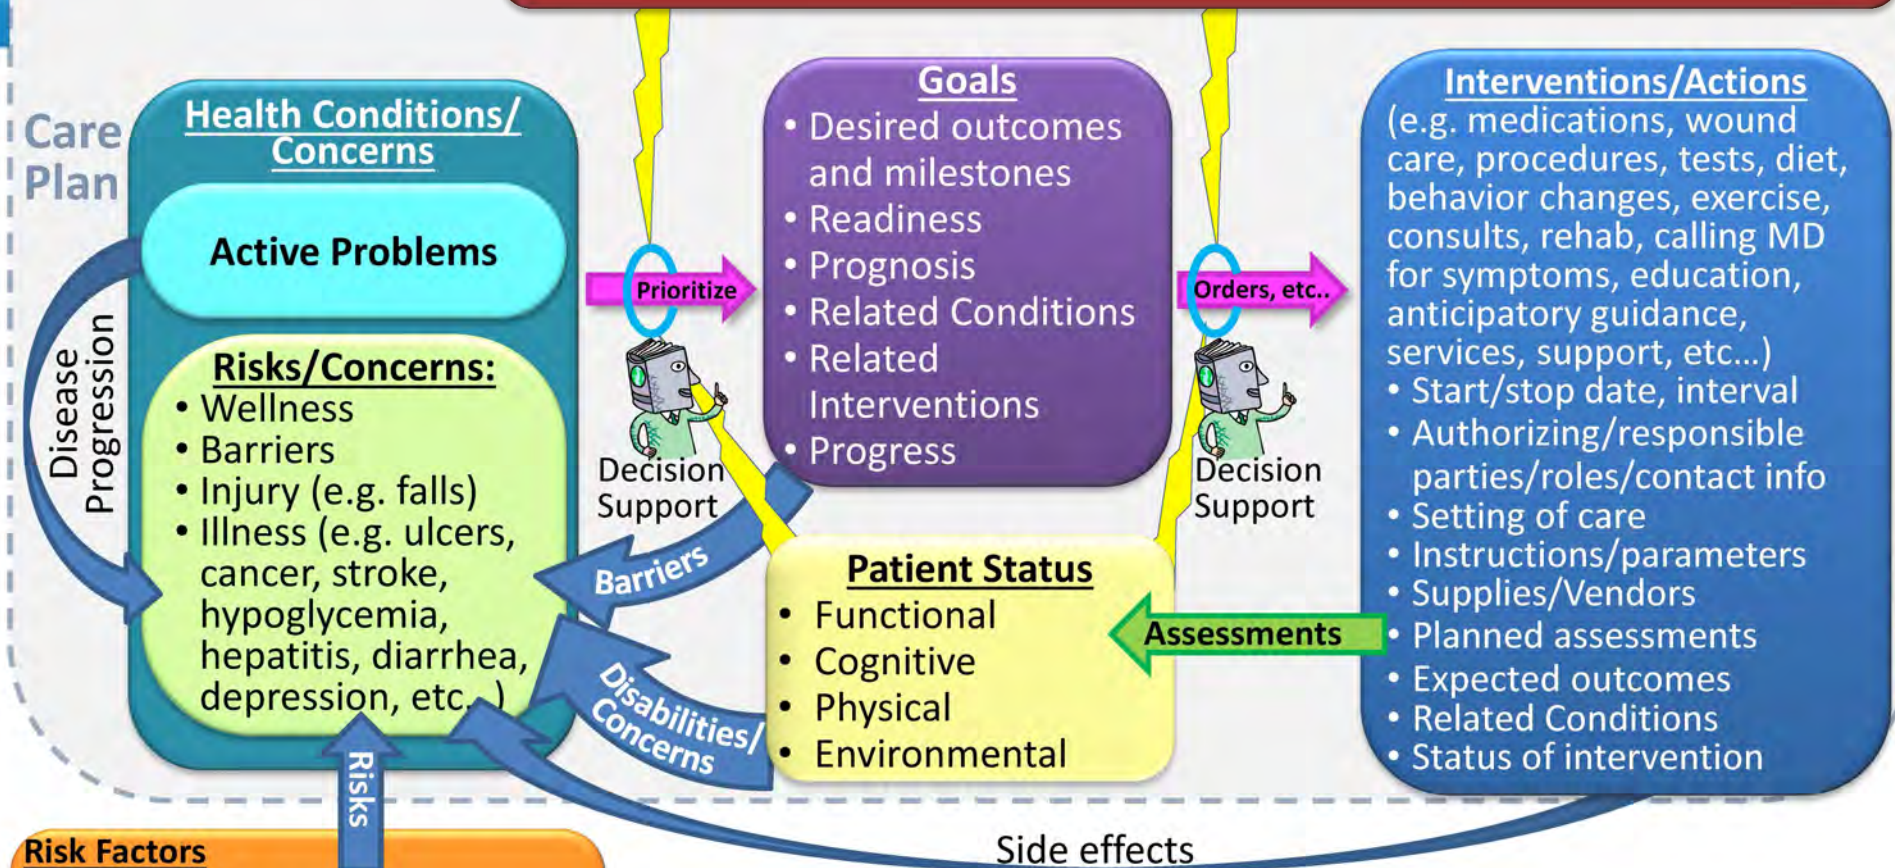 Care
Plan
Health Conditions/
Concerns
Active Problems
Disease
Progression
Risks/Concerns:
• Wellness
• Barriers
• Injury (e.g. falls)
• Illness (e.g. ulcers,
cancer, stroke,
hypoglycemia,
hepatitis, diarrhea,
depression, etc…)
Prioritize
Decision
Support
Goals
• Desired outcomes
and milestones
• Readiness
• Prognosis
• Related Conditions
• Related
Interventions
• Progress
Orders, etc..
Decision
Support
Barriers
Disabilities/
Concerns
Patient Status
• Functional
• Cognitive
• Physical
• Environmental
Assessments
Interventions/Actions
(e.g. medications, wound
care, procedures, tests, diet,
behavior changes, exercise,
consults, rehab, calling MD
for symptoms, education,
anticipatory guidance,
services, support, etc…)
• Start/stop date, interval
• Authorizing/responsible
parties/roles/contact info
• Setting of care
• Instructions/parameters
• Supplies/Vendors
• Planned assessments
• Expected outcomes
• Related Conditions
• Status of intervention
Risks
Side effects
Risk Factors